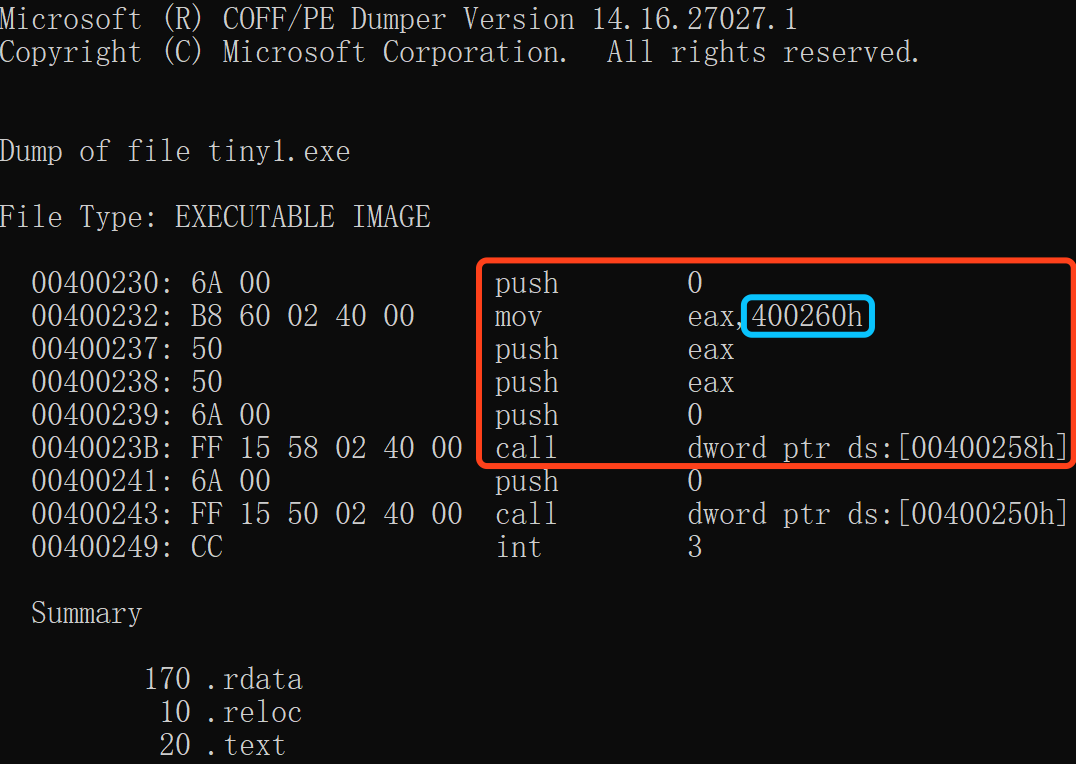 Microsoft (R) COFF/PE Dumper Version 14.16.27027.1
Copyright (C) Microsoft Corporation.  All rights reserved.
Dump of file tiny1.exe
File Type: EXECUTABLE IMAGE
00400230: 6A 00              push        0
00400232: B8 60 02 40 00     mov         eax,400260h
00400237: 50                 push        eax
00400238: 50                 push        eax
00400239: 6A 00              push        0
0040023B: FF 15 58 02 40 00  call        dword ptr ds:[00400258h]
00400241: 6A 00              push        0
00400243: FF 15 50 02 40 00  call        dword ptr ds:[00400250h]
00400249: CC                 int         3
Summary
170 .rdata
10 .reloc
20 .text